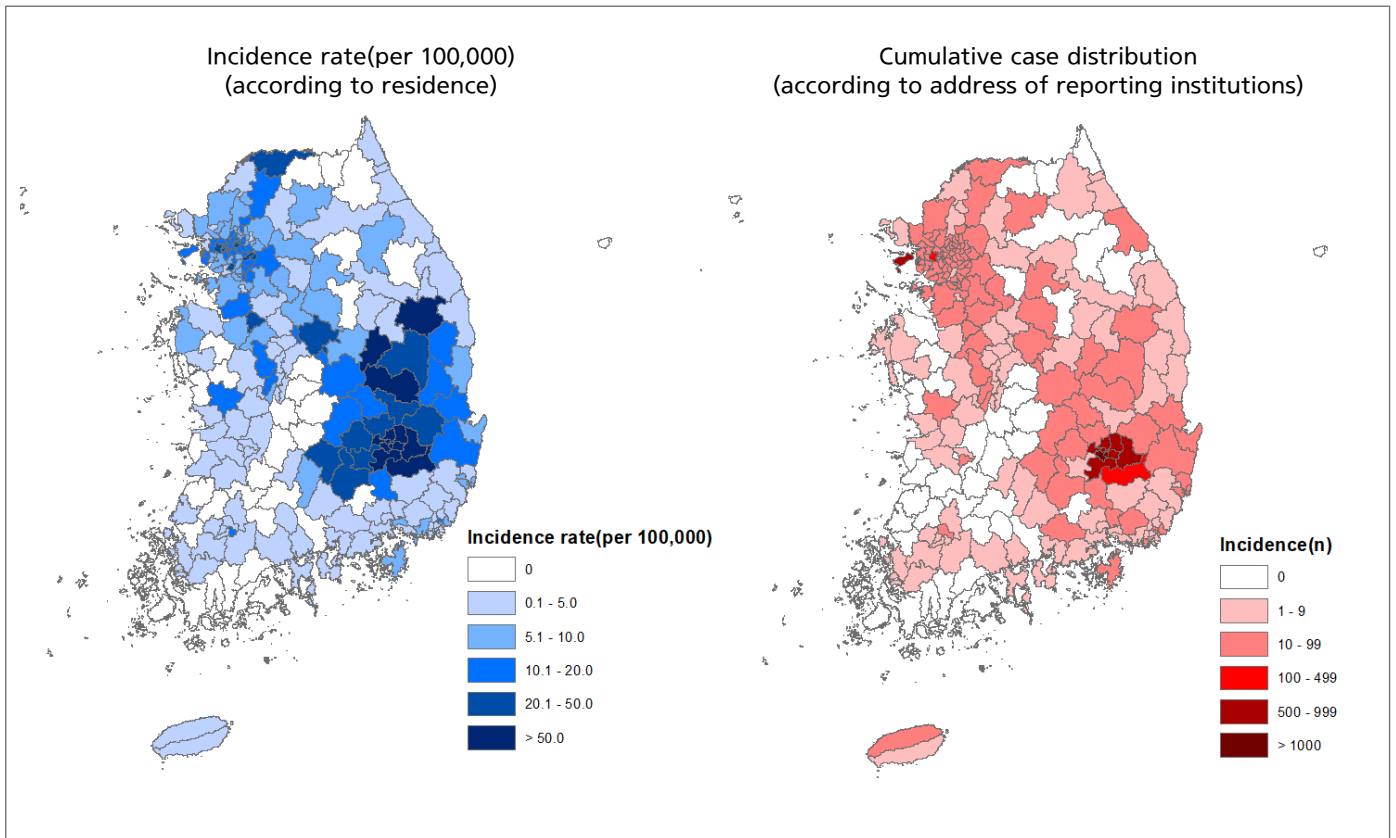 Incidence rate(per 100,000)
(according to residence)
Cumulative case distribution
(according to address of reporting institutions)
Incidence rate(per 100,000)
0
0.1 - 5.0
5.1 - 10.0
10.1 - 20.0
20.1 - 50.0
> 50.0
Incidence(n)
0
1 - 9
10 - 99
100 - 499
500 - 999
> 1000